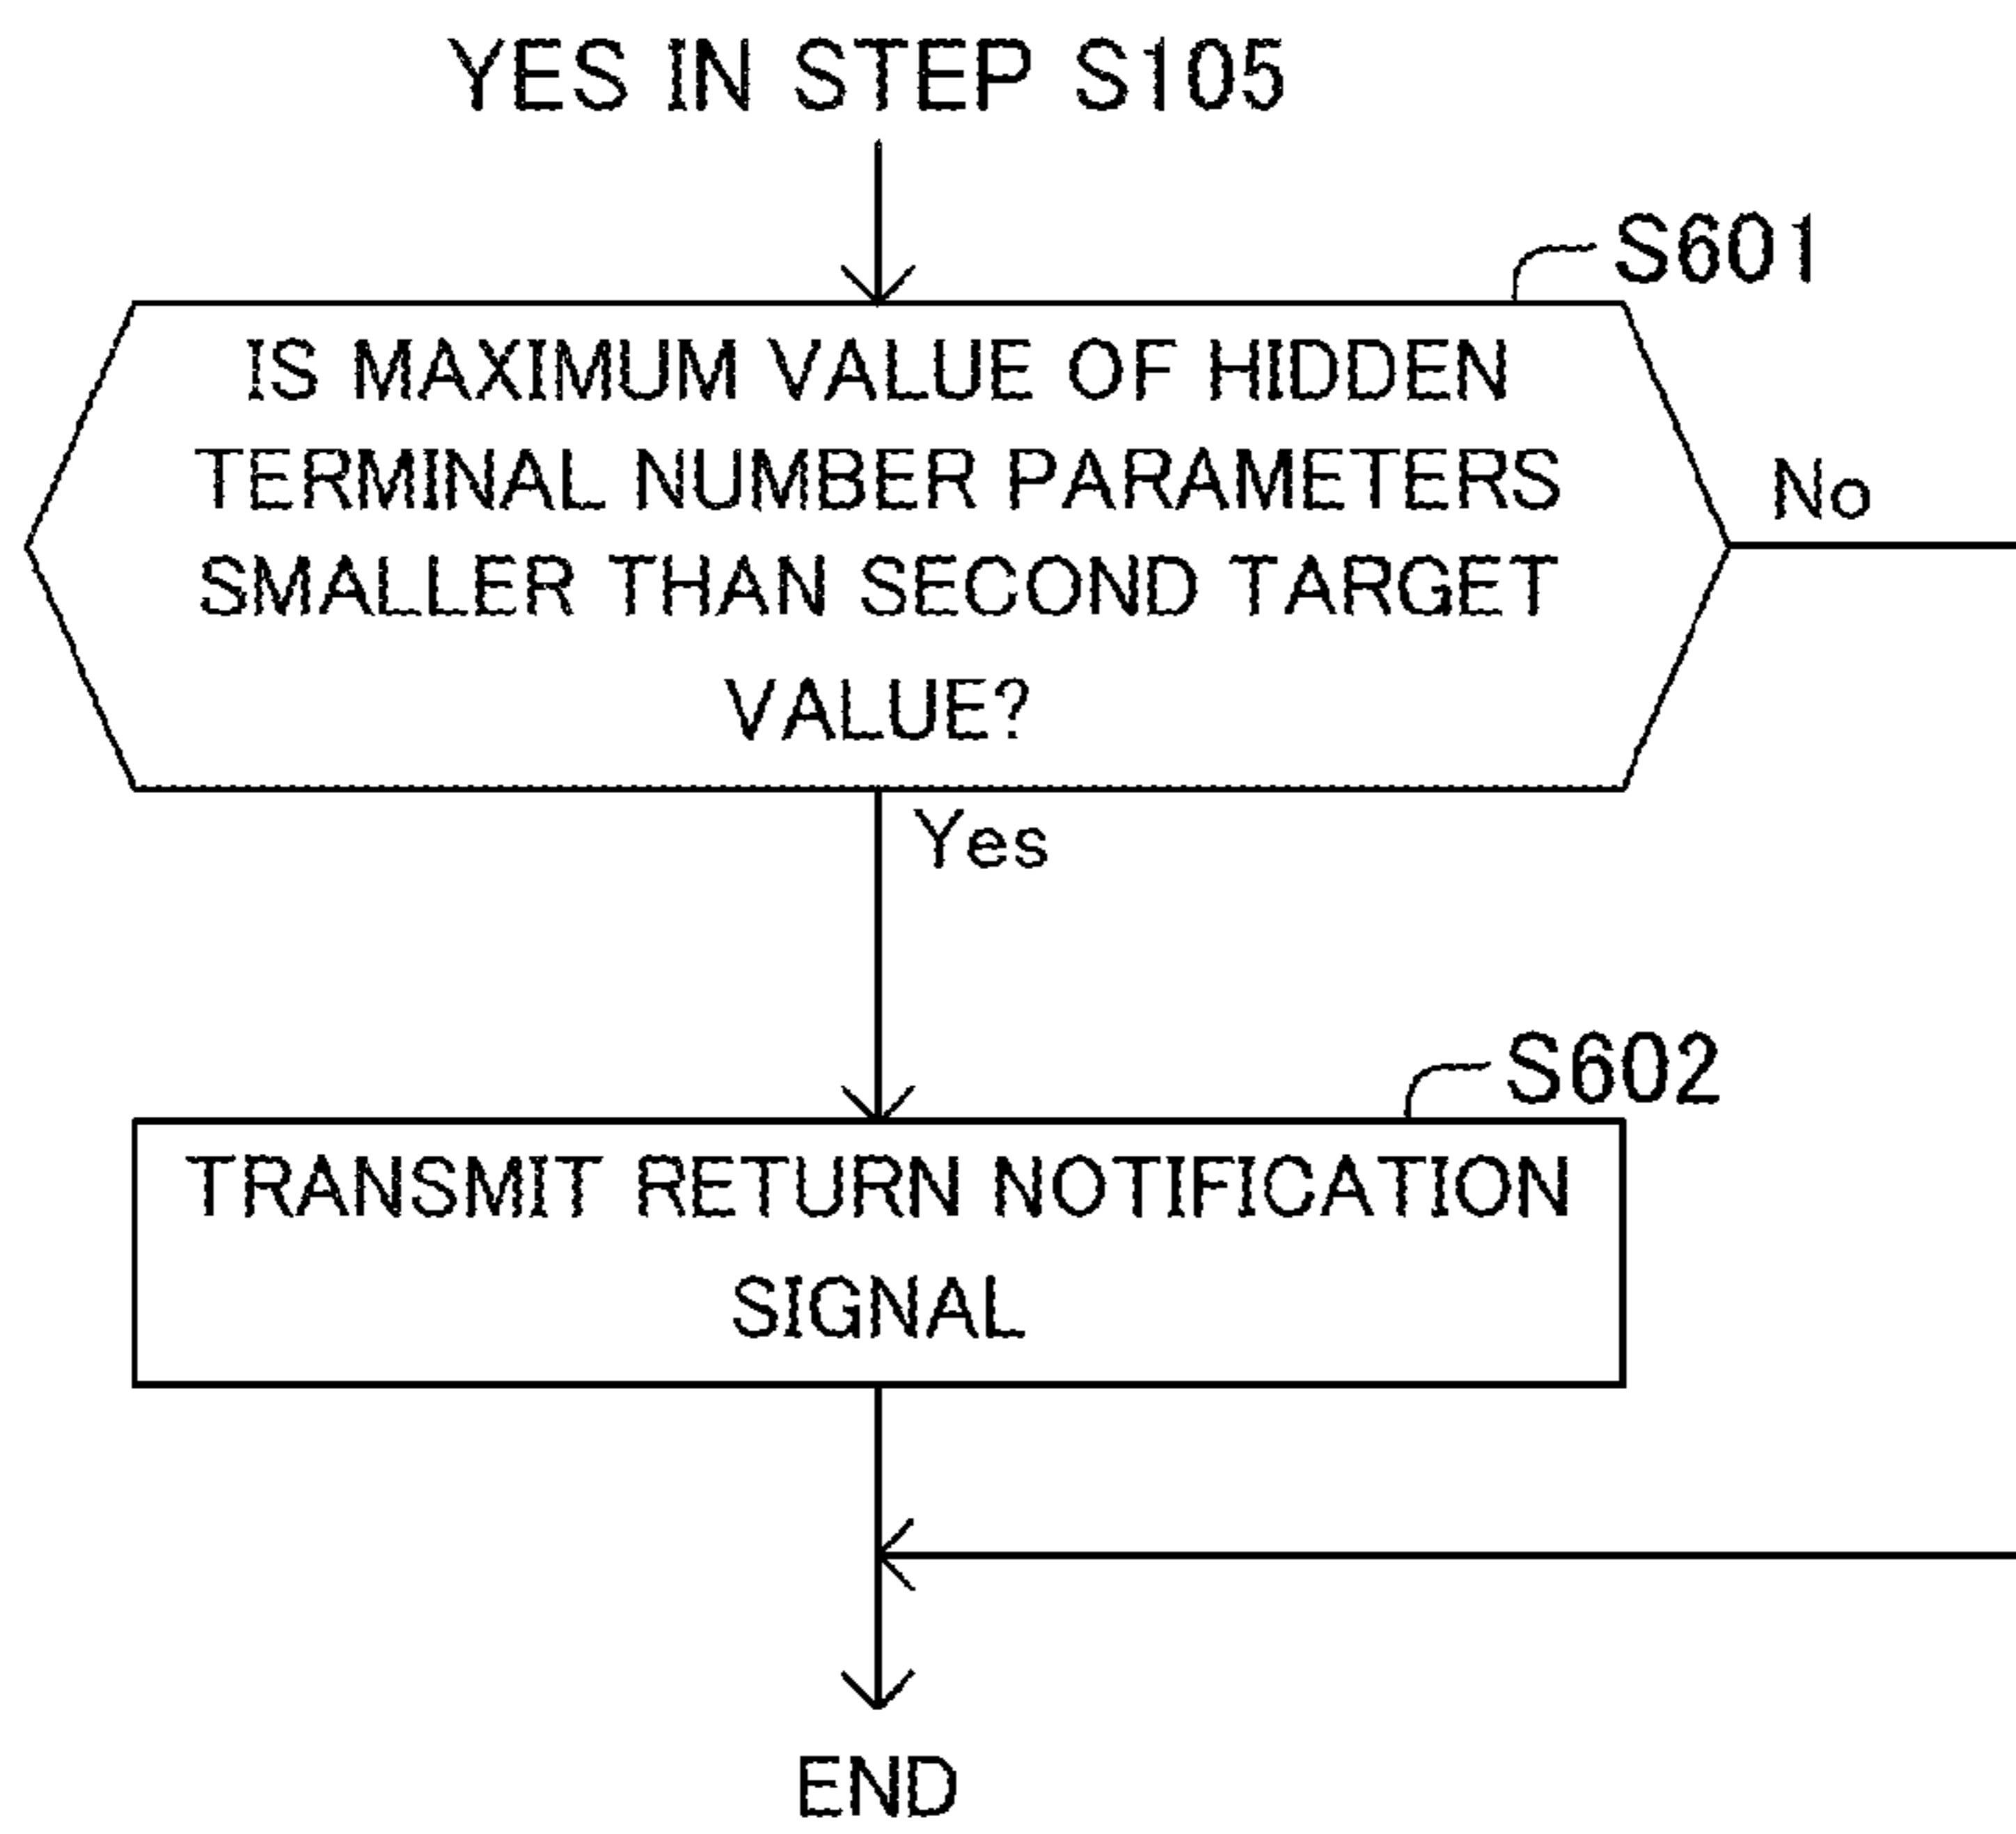 YES IN STEP S105
S601
IS MAXIMUM VALUE OF HIDDEN
TERMINAL NUMBER PARAMETERS
SMALLER THAN SECOND TARGET
VALUE?
No
Yes
S602
TRANSMIT RETURN NOTIFICATION
SIGNAL
END